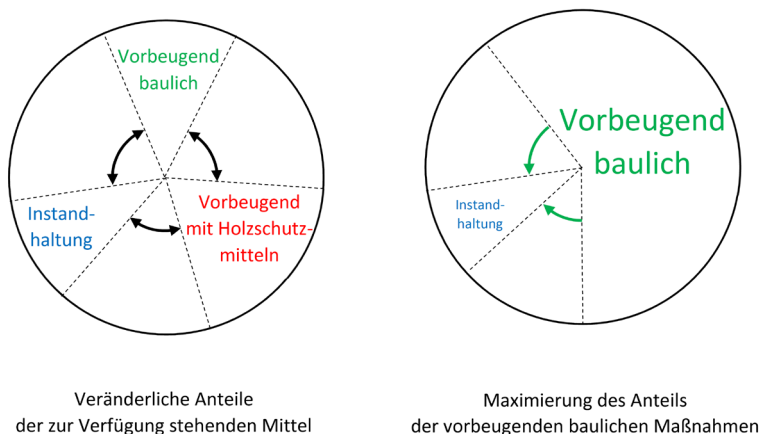 Vorbeugend
baulich
Instand-
haltung
Vorbeugend
mit Holzschutz-
mitteln
Veränderliche Anteile
der zur Verfügung stehenden Mittel
Vorbeugend
baulich
Instand-
haltung
Maximierung des Anteils
der vorbeugenden baulichen Maßnahmen